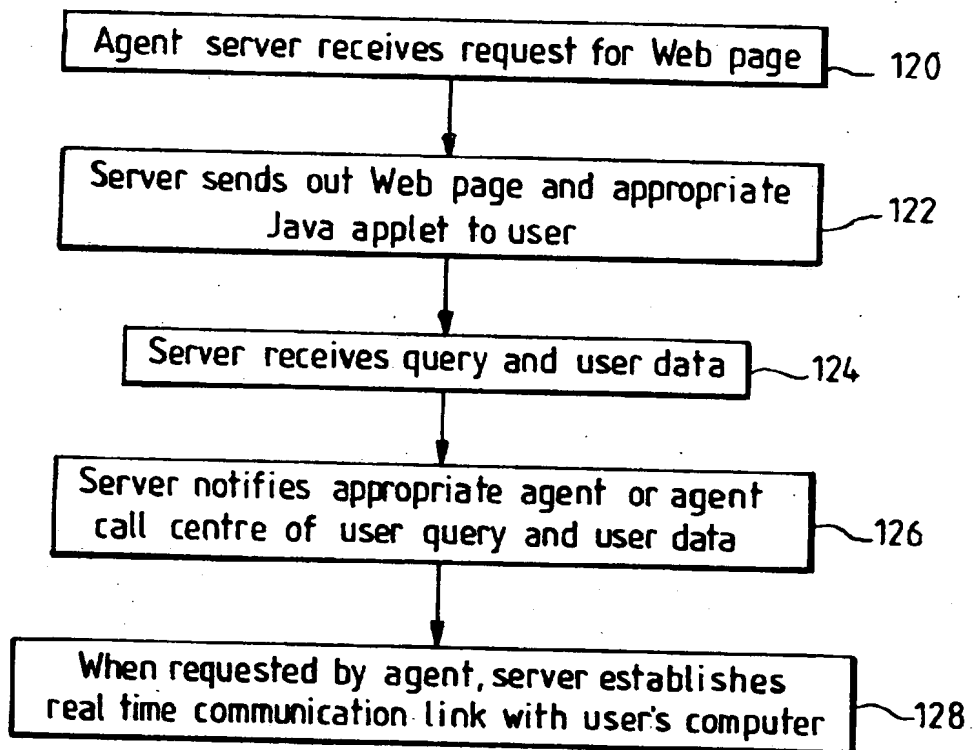 Agent server receives request for Web page
120
Server sends out Web page and appropriate
Java applet to user
122
Server receives query and user data
124
Server notifies appropriate agent or agent
call centre of user query and user data
126
When requested by agent, server establishes
real time communication link with user's computer
128